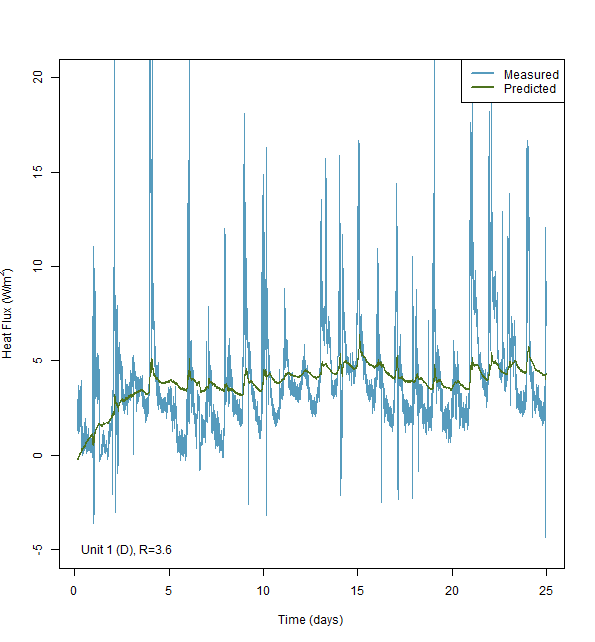 Measured
Predicted
20
15
10
5
0
-5
Heat Flux (W/m²)
Unit 1 (D), R=3.6
0 5 10 15 20 25
Time (days)